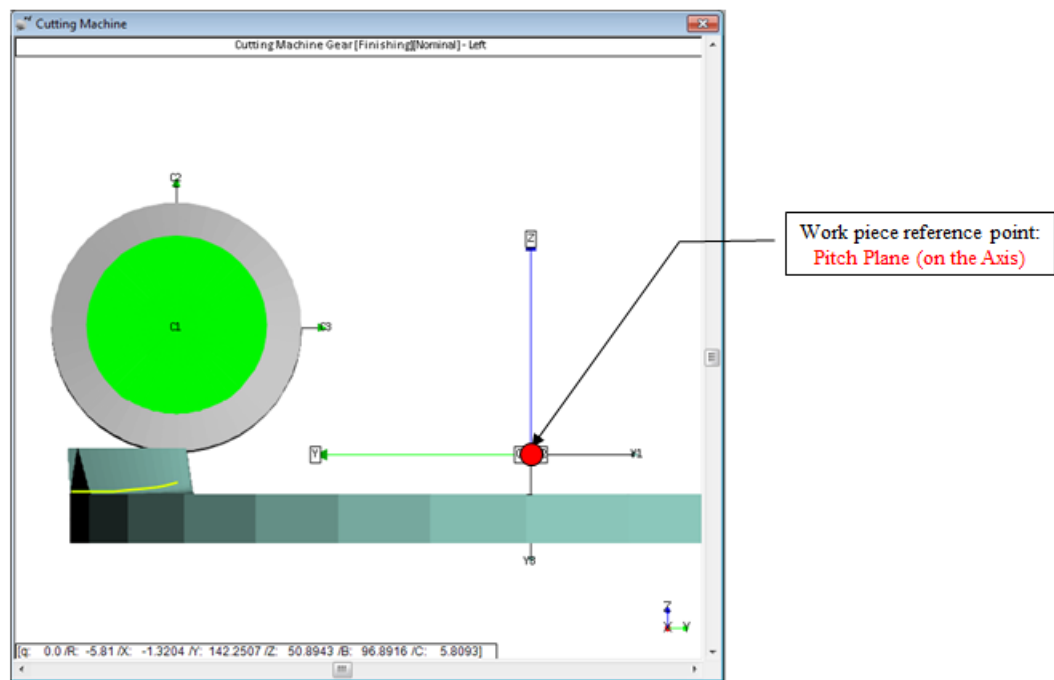 Cutting Machine
Cutting Machine Gear [Finishing][Nominal] - Left
C2
Z
Work piece reference point:
Pitch Plane (on the Axis)
C1
C3
Y
Y1
Y3
Z
X
Y
[q: 0.0 /R: -5.81 /X: -1.3204 /Y: 142.2507 /Z: 50.8943 /B: 96.8916 /C: 5.8093]